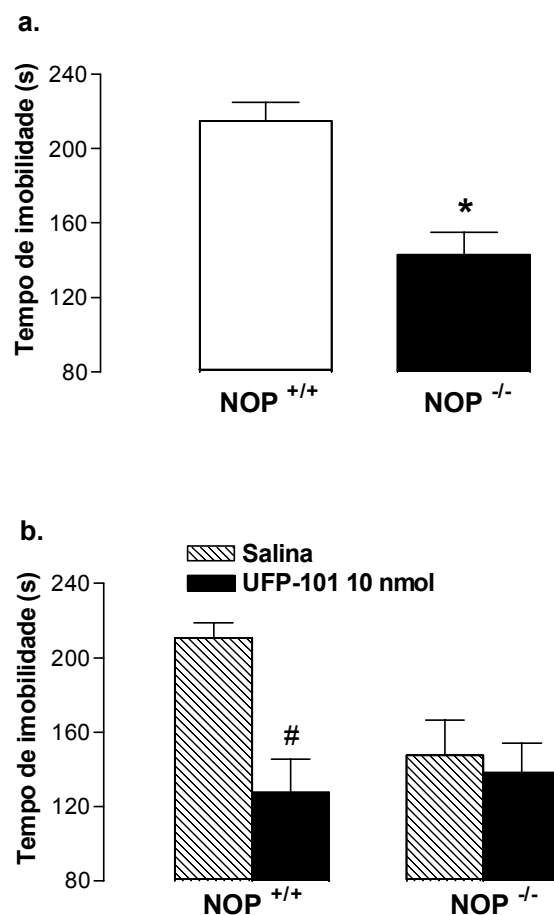 a.
Tempo de imobilidade (s)
240
200
160
120
80
*
NOP +/+
NOP -/-
b.
Salina
UFP-101 10 nmol
Tempo de imobilidade (s)
240
200
160
120
80
#
NOP +/+
NOP -/-